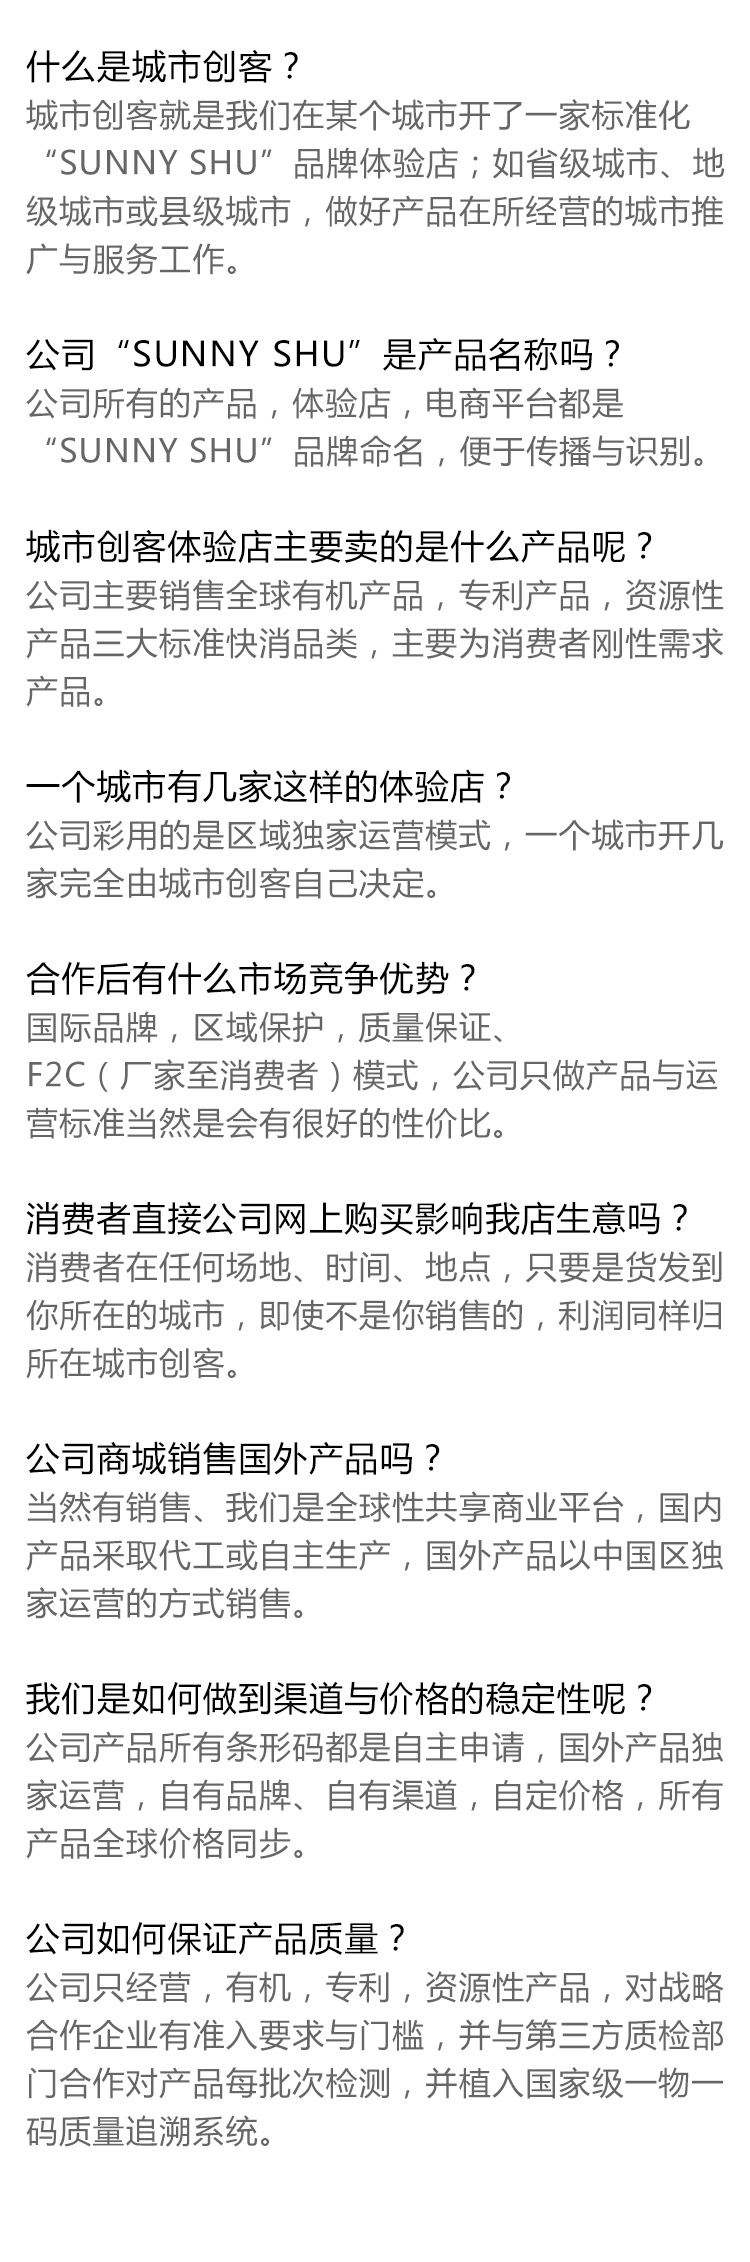 什么是城市创客？
城市创客就是我们在某个城市开了一家标准化
“SUNNY SHU”品牌体验店；如省级城市、地
级城市或县级城市，做好产品在所经营的城市推
广与服务工作。
公司“SUNNY SHU”是产品名称吗？
公司所有的产品，体验店，电商平台都是
“SUNNY SHU”品牌命名，便于传播与识别。
城市创客体验店主要卖的是什么产品呢？
公司主要销售全球有机产品，专利产品，资源性
产品三大标准快消品类，主要为消费者刚性需求
产品。
一个城市有几家这样的体验店？
公司彩用的是区域独家运营模式，一个城市开几
家完全由城市创客自己决定。
合作后有什么市场竞争优势？
国际品牌，区域保护，质量保证、
F2C（厂家至消费者）模式，公司只做产品与运
营标准当然是会有很好的性价比。
消费者直接公司网上购买影响我店生意吗？
消费者在任何场地、时间、地点，只要是货发到
你所在的城市，即使不是你销售的，利润同样归
所在城市创客。
公司商城销售国外产品吗？
当然有销售、我们是全球性共享商业平台，国内
产品采取代工或自主生产，国外产品以中国区独
家运营的方式销售。
我们是如何做到渠道与价格的稳定性呢？
公司产品所有条形码都是自主申请，国外产品独
家运营，自有品牌、自有渠道，自定价格，所有
产品全球价格同步。
公司如何保证产品质量？
公司只经营，有机，专利，资源性产品，对战略
合作企业有准入要求与门槛，并与第三方质检部
门合作对产品每批次检测，并植入国家级一物一
码质量追溯系统。